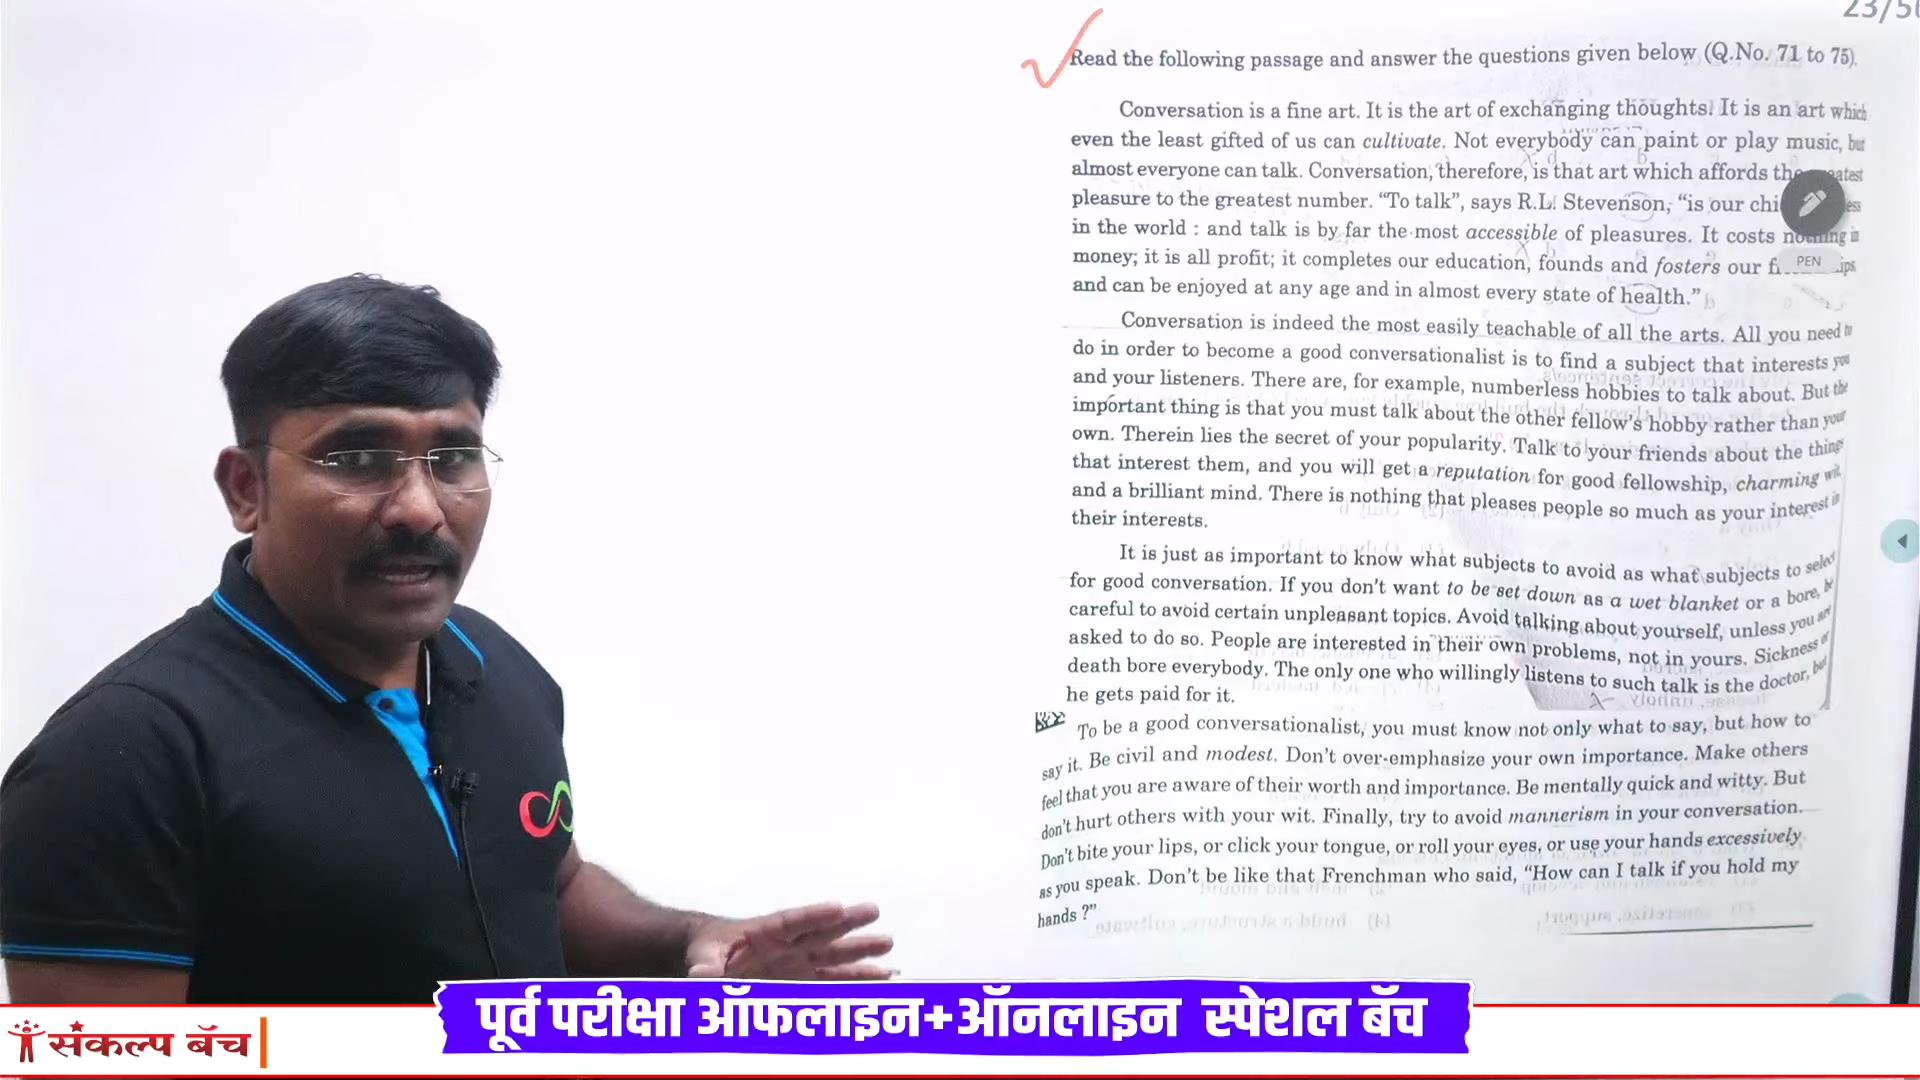 23/50
Read the following passage and answer the questions given below (Q.No. 71 to 75).
Conversation is a fine art. It is the art of exchanging thoughts. It is an art which
even the least gifted of us can cultivate. Not everybody can paint or play music, but
almost everyone can talk. Conversation, therefore, is that art which affords the
pleasure to the greatest number. “To talk”, says R.L. Stevenson, “is our
in the world : and talk is by far the most accessible of pleasures. It costs nothing in
money; it is all profit; it completes our education, founds and fosters our
and can be enjoyed at any age and in almost every state of health.”
Conversation is indeed the most easily teachable of all the arts. All you need to
do in order to become a good conversationalist is to find a subject that interests you
and your listeners. There are, for example, numberless hobbies to talk about. But the
important thing is that you must talk about the other fellow's hobby rather than your
own. Therein lies the secret of your popularity. Talk to your friends about the things
that interest them, and you will get a reputation for good fellowship, charming wit,
and a brilliant mind. There is nothing that pleases people so much as your interest in
their interests.
It is just as important to know what subjects to avoid as what subjects to select
for good conversation. If you don't want to be set down as a wet blanket or a bore, be
careful to avoid certain unpleasant topics. Avoid talking about yourself, unless you are
asked to do so. People are interested in their own problems, not in yours. Sickness or
death bore everybody. The only one who willingly listens to such talk is the doctor, but
he gets paid for it.
To be a good conversationalist, you must know not only what to say, but how to
say it. Be civil and modest. Don't over-emphasize your own importance. Make others
feel that you are aware of their worth and importance. Be mentally quick and witty. But
don't hurt others with your wit. Finally, try to avoid mannerism in your conversation.
Don't bite your lips, or click your tongue, or roll your eyes, or use your hands excessively
as you speak. Don't be like that Frenchman who said, “How can I talk if you hold my
hands ?”
PEN
पूर्व परीक्षा ऑफलाइन+ऑनलाइन स्पेशल बॅच
संकल्प बॅच